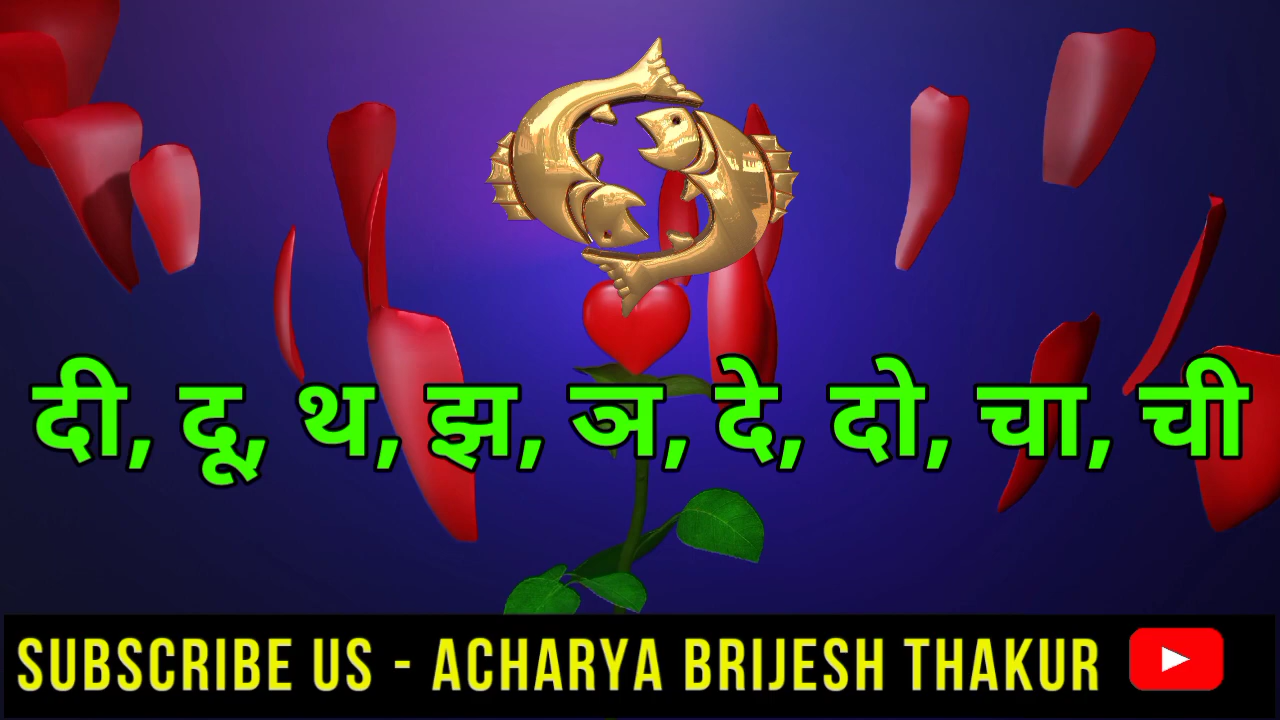 दी, दू, थ, झ, ञ, दे, दो, चा, ची
SUBSCRIBE US - ACHARYA BRIJESH THAKUR